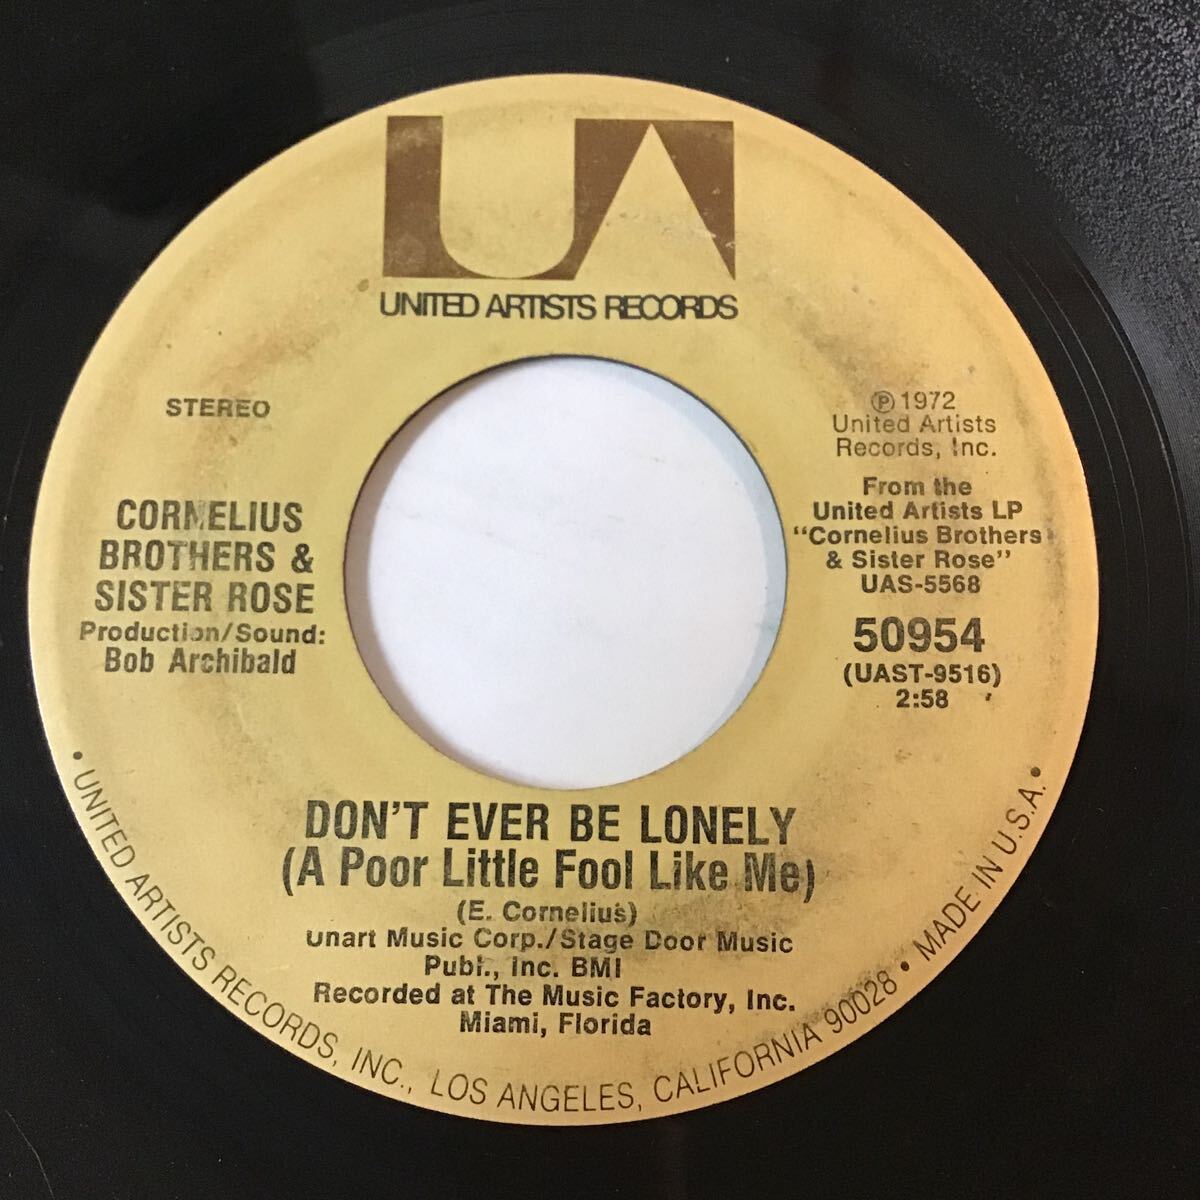 UA
UNITED ARTISTS RECORDS
STEREO
Ⓟ 1972
United Artists
Records, Inc.
From the
United Artists LP
"Cornelius Brothers
& Sister Rose"
UAS-5568
50954
(UAST-9516)
2:58
CORNELIUS
BROTHERS &
SISTER ROSE
Production/Sound:
Bob Archibald
DON'T EVER BE LONELY
(A Poor Little Fool Like Me)
(E. Cornelius)
Unart Music Corp./Stage Door Music
Publ., Inc. BMI
Recorded at The Music Factory, Inc.
Miami, Florida
• UNITED ARTISTS RECORDS, INC., LOS ANGELES, CALIFORNIA 90028 • MADE IN U.S.A. •